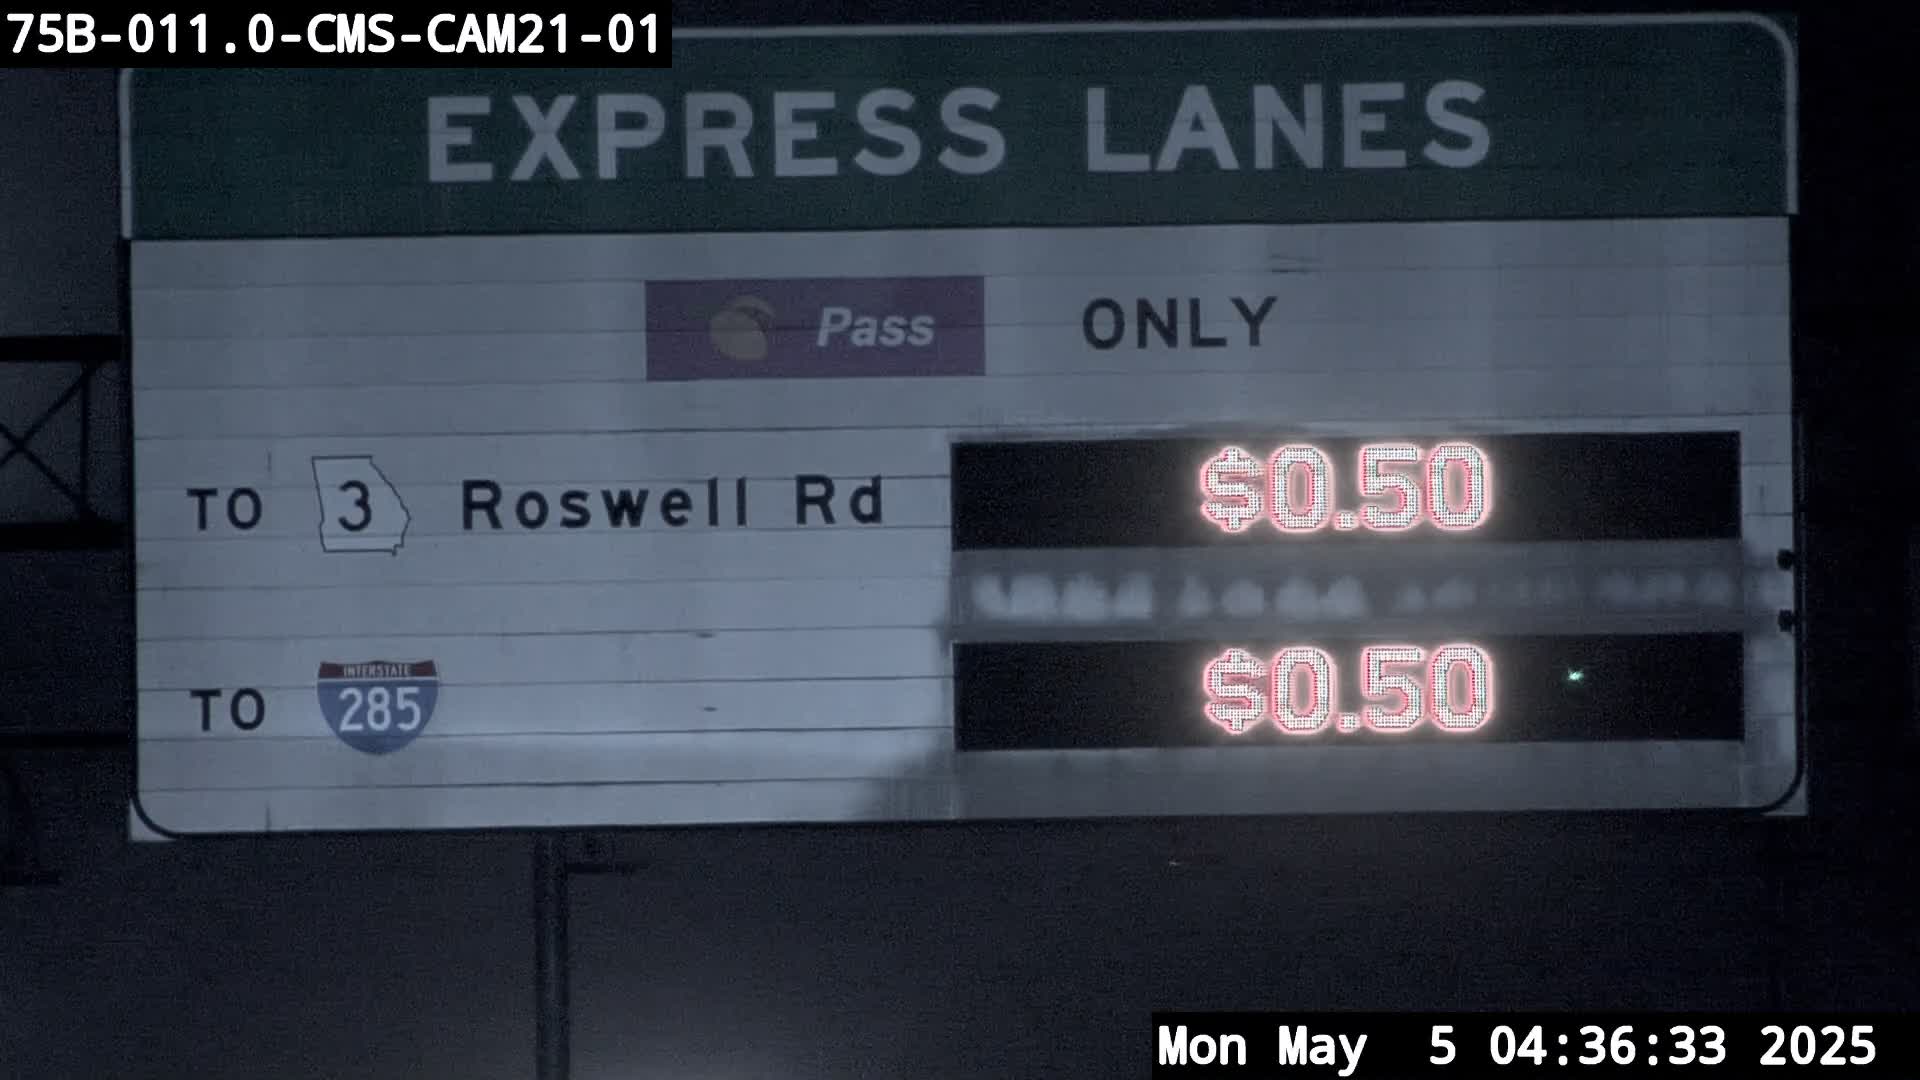 75B-011.0-CMS-CAM21-01
EXPRESS LANES
Pass ONLY
TO 3 Roswell Rd $0.50
TO INTERSTATE 285 $0.50
Mon May 5 04:36:33 2025